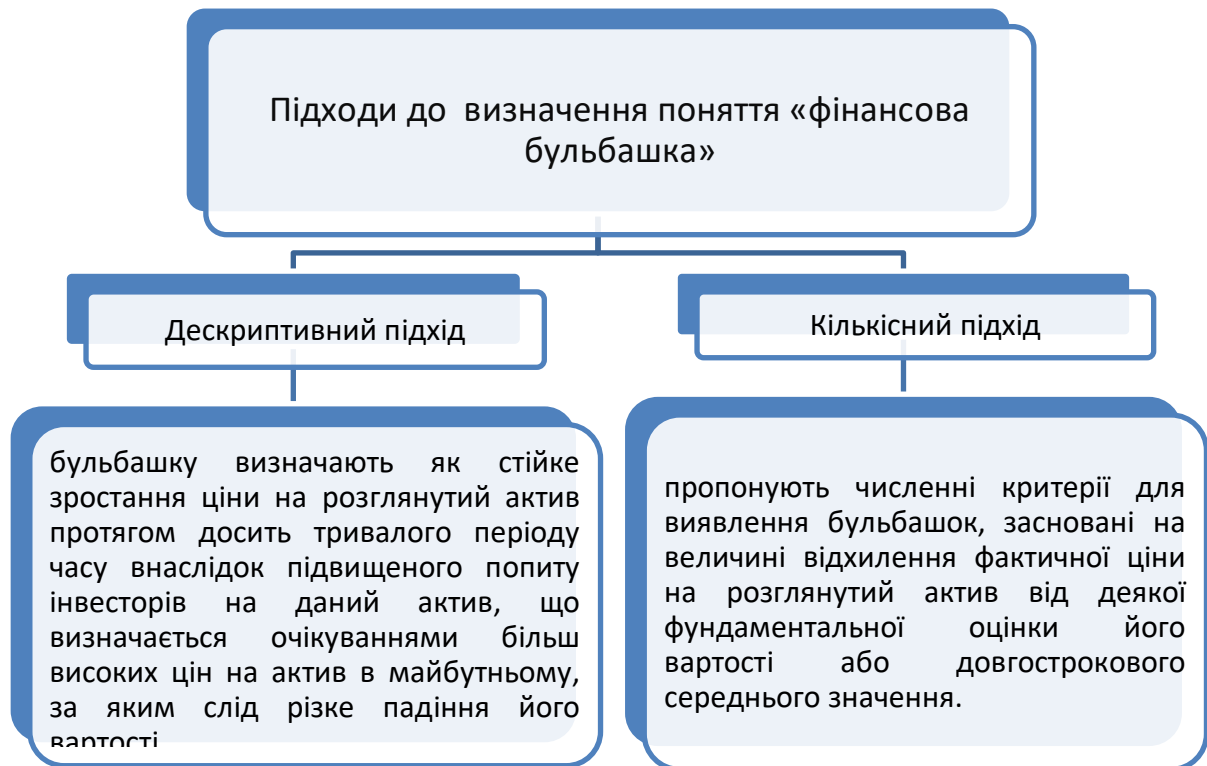 Підходи до визначення поняття «фінансова
бульбашка»
Дескриптивний підхід
Кількісний підхід
бульбашку визначають як стійке
зростання ціни на розглянутий актив
протягом досить тривалого періоду
часу внаслідок підвищеного попиту
інвесторів на даний актив, що
визначається очікуваннями більш
високих цін на актив в майбутньому,
за яким слід різке падіння його
вартості
пропонують численні критерії для
виявлення бульбашок, засновані на
величині відхилення фактичної ціни
на розглянутий актив від деякої
фундаментальної оцінки його
вартості або довгострокового
середнього значення.